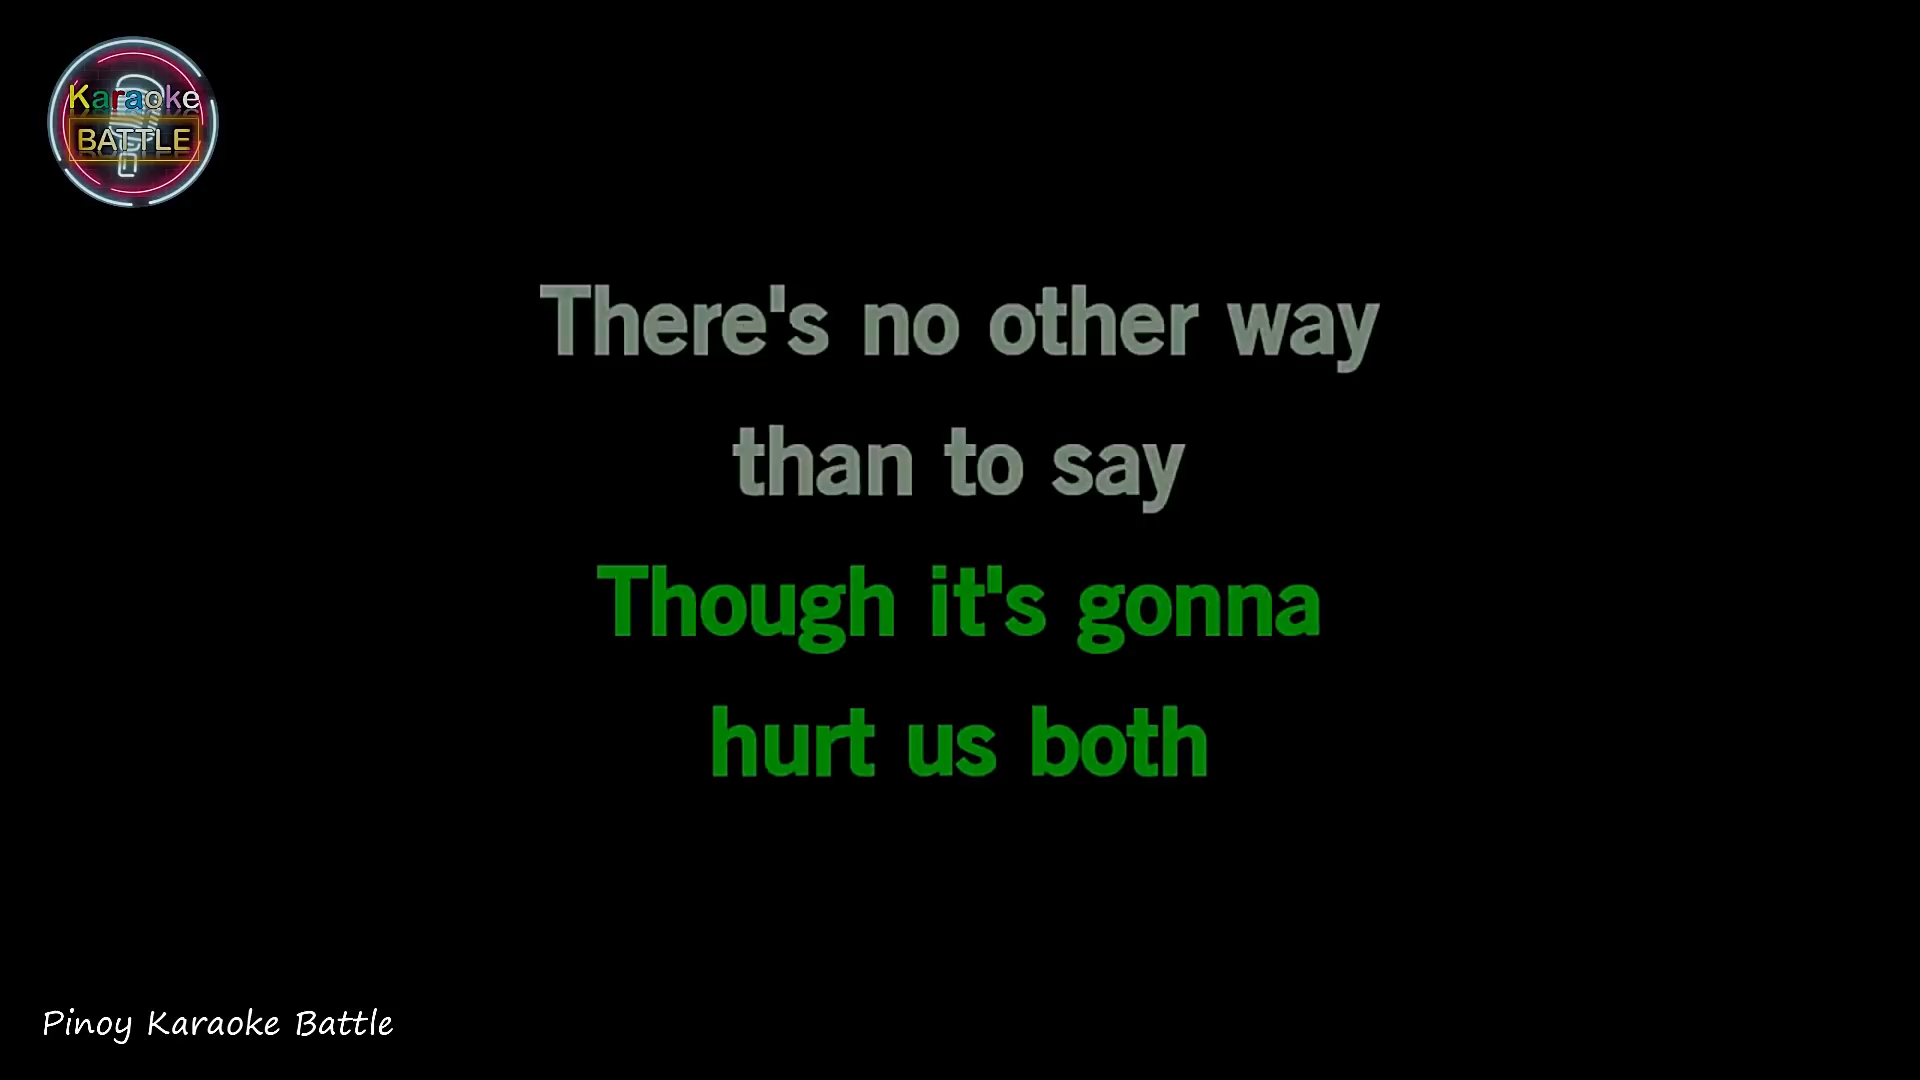 Karaoke
BATTLE
There's no other way
than to say
Though it's gonna
hurt us both
Pinoy Karaoke Battle